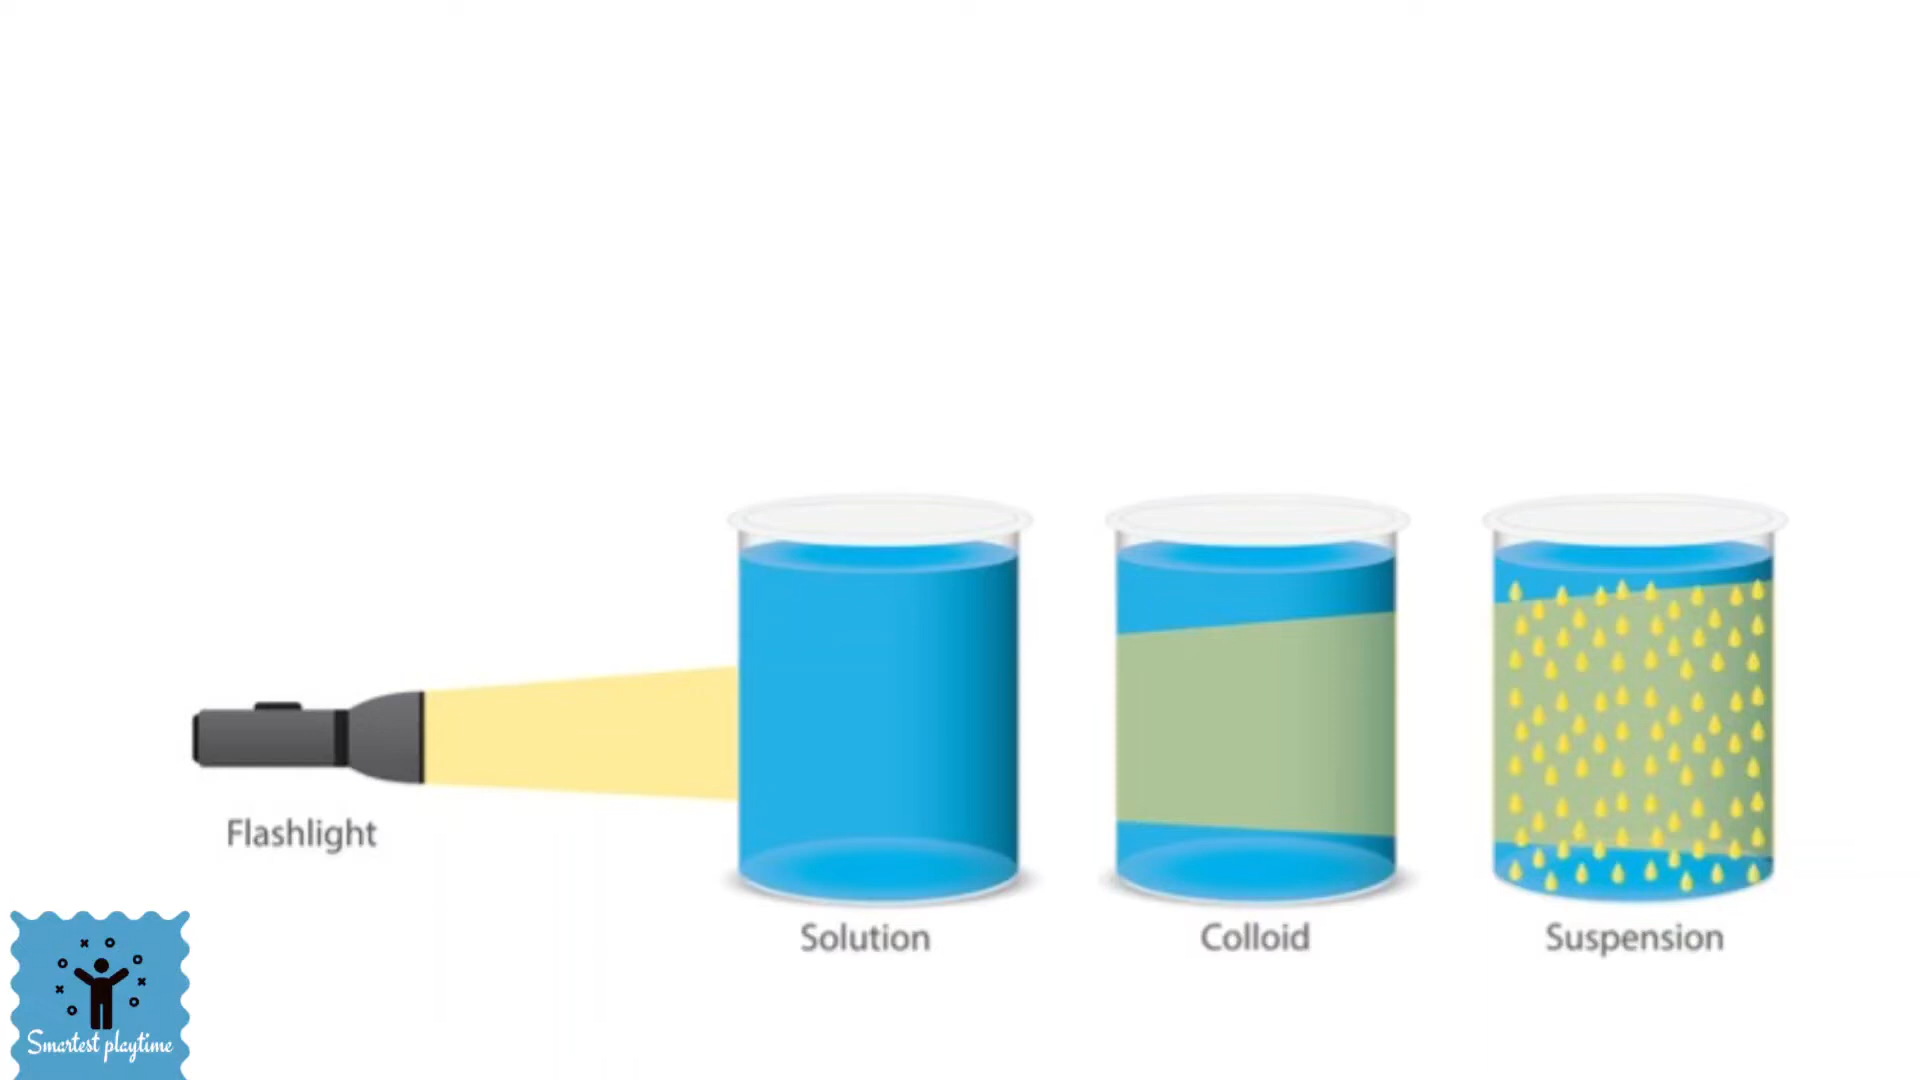 Flashlight
Solution
Colloid
Suspension
Smartest playtime